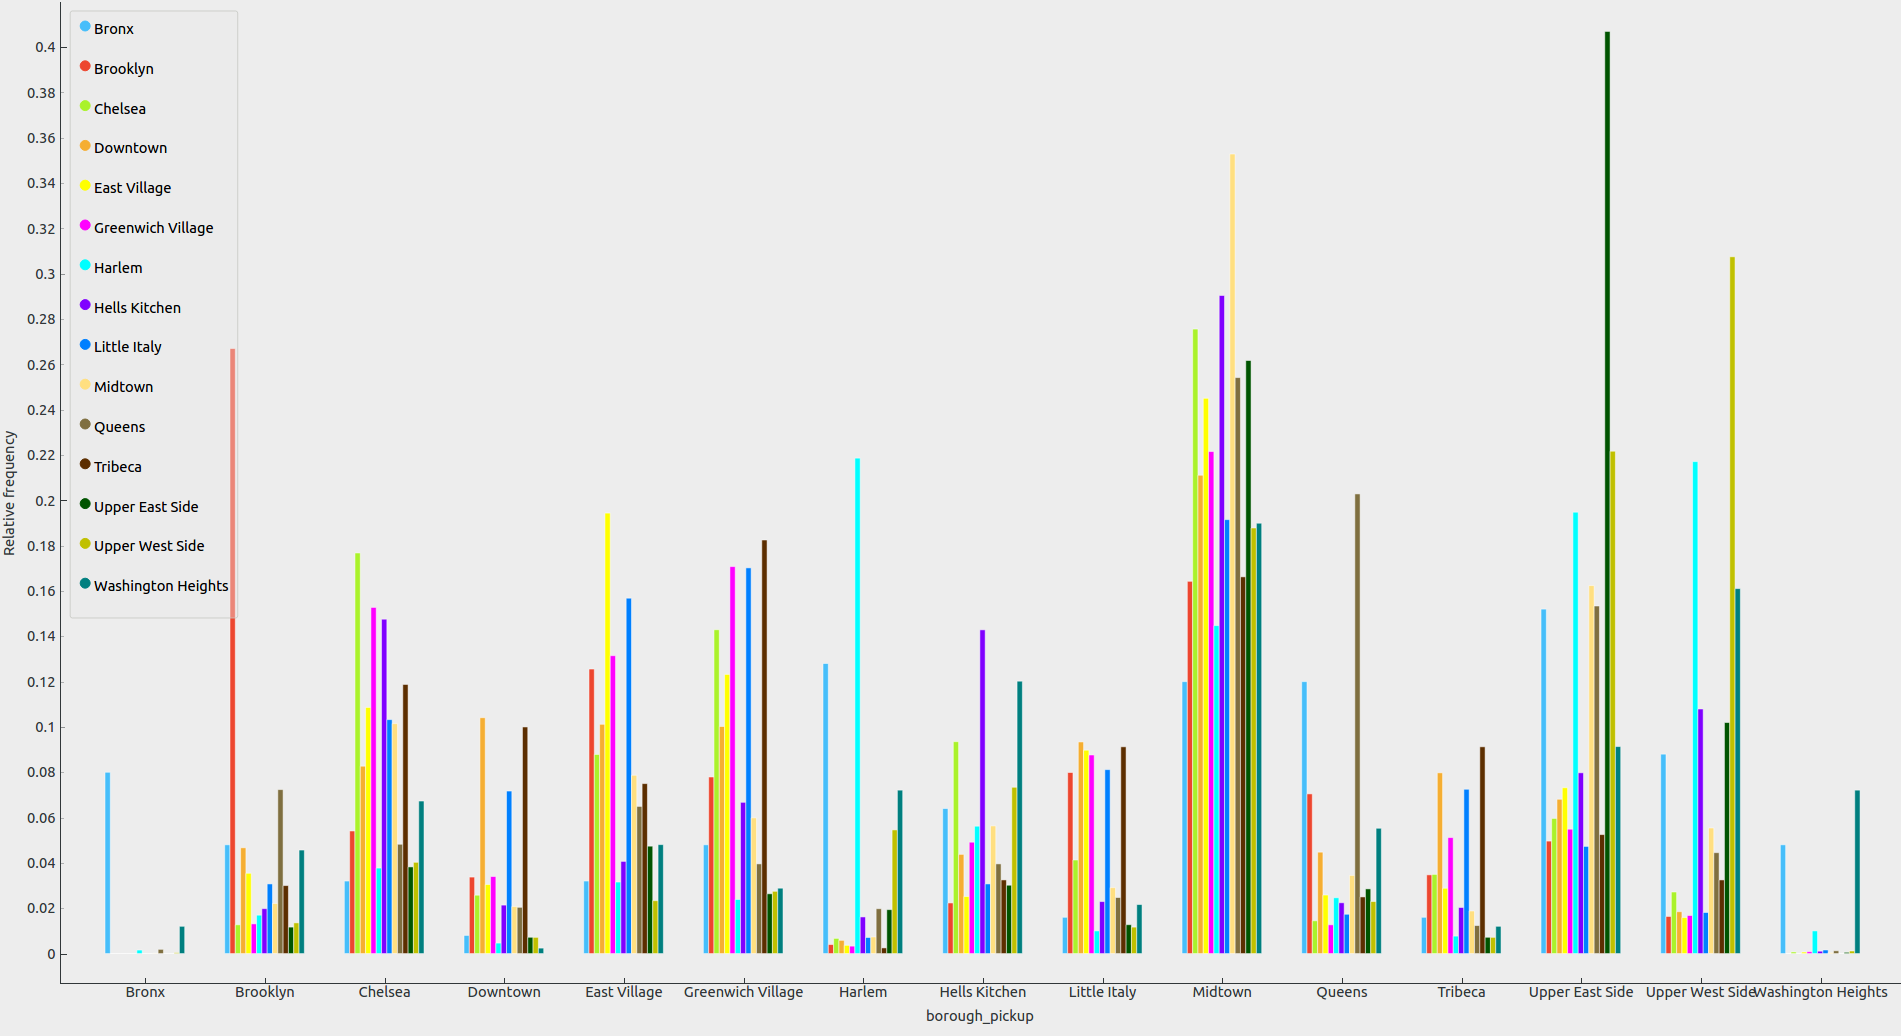 Bronx
Brooklyn
Chelsea
Downtown
East Village
Greenwich Village
Harlem
Hells Kitchen
Little Italy
Midtown
Queens
Tribeca
Upper East Side
Upper West Side
Washington Heights
Relative frequency
0.4
0.38
0.36
0.34
0.32
0.3
0.28
0.26
0.24
0.22
0.2
0.18
0.16
0.14
0.12
0.1
0.08
0.06
0.04
0.02
0
Bronx Brooklyn Chelsea Downtown East Village Greenwich Village Harlem Hells Kitchen Little Italy Midtown Queens Tribeca Upper East Side Upper West Side Washington Heights
borough_pickup